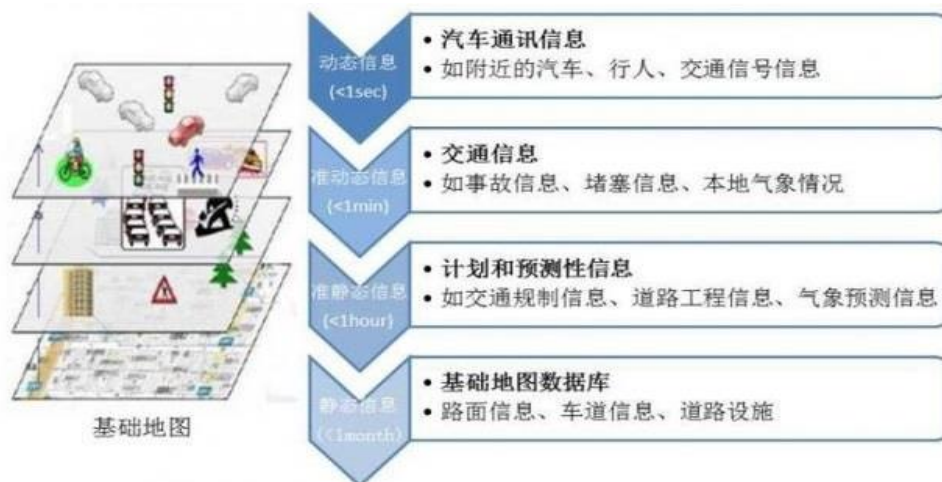 动态信息
(<1sec)
• 汽车通讯信息
• 如附近的汽车、行人、交通信号信息
准动态信息
(<1min)
• 交通信息
• 如事故信息、堵塞信息、本地气象情况
准静态信息
(<1hour)
• 计划和预测性信息
• 如交通规制信息、道路工程信息、气象预测信息
静态信息
(<1month)
• 基础地图数据库
• 路面信息、车道信息、道路设施
基础地图